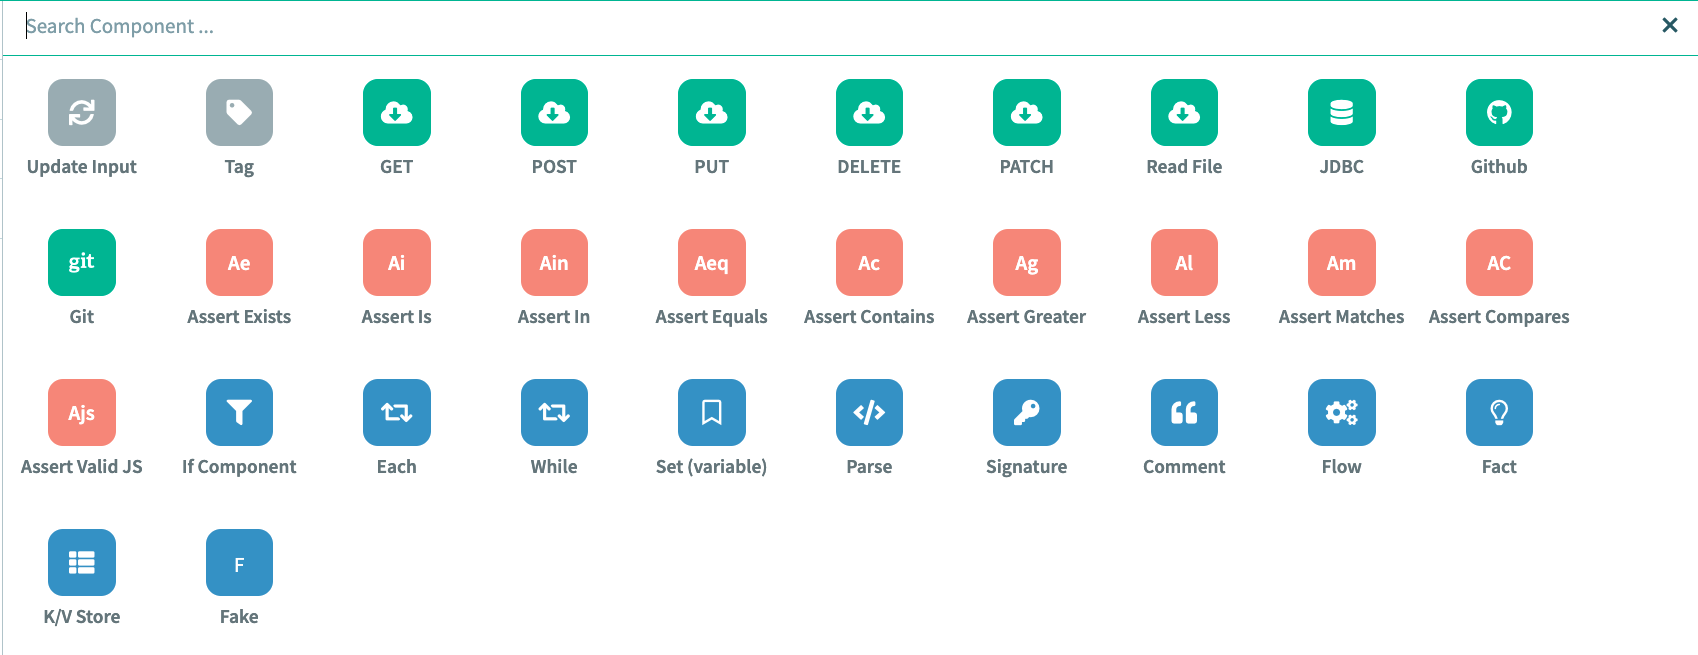 Search Component ...
Update Input Tag GET POST PUT DELETE PATCH Read File JDBC Github
git Ae Ai Ain Aeq Ac Ag Al Am AC
Git Assert Exists Assert Is Assert In Assert Equals Assert Contains Assert Greater Assert Less Assert Matches Assert Compares
Ajs
Assert Valid JS If Component Each While Set (variable) Parse Signature Comment Flow Fact
F
K/V Store Fake